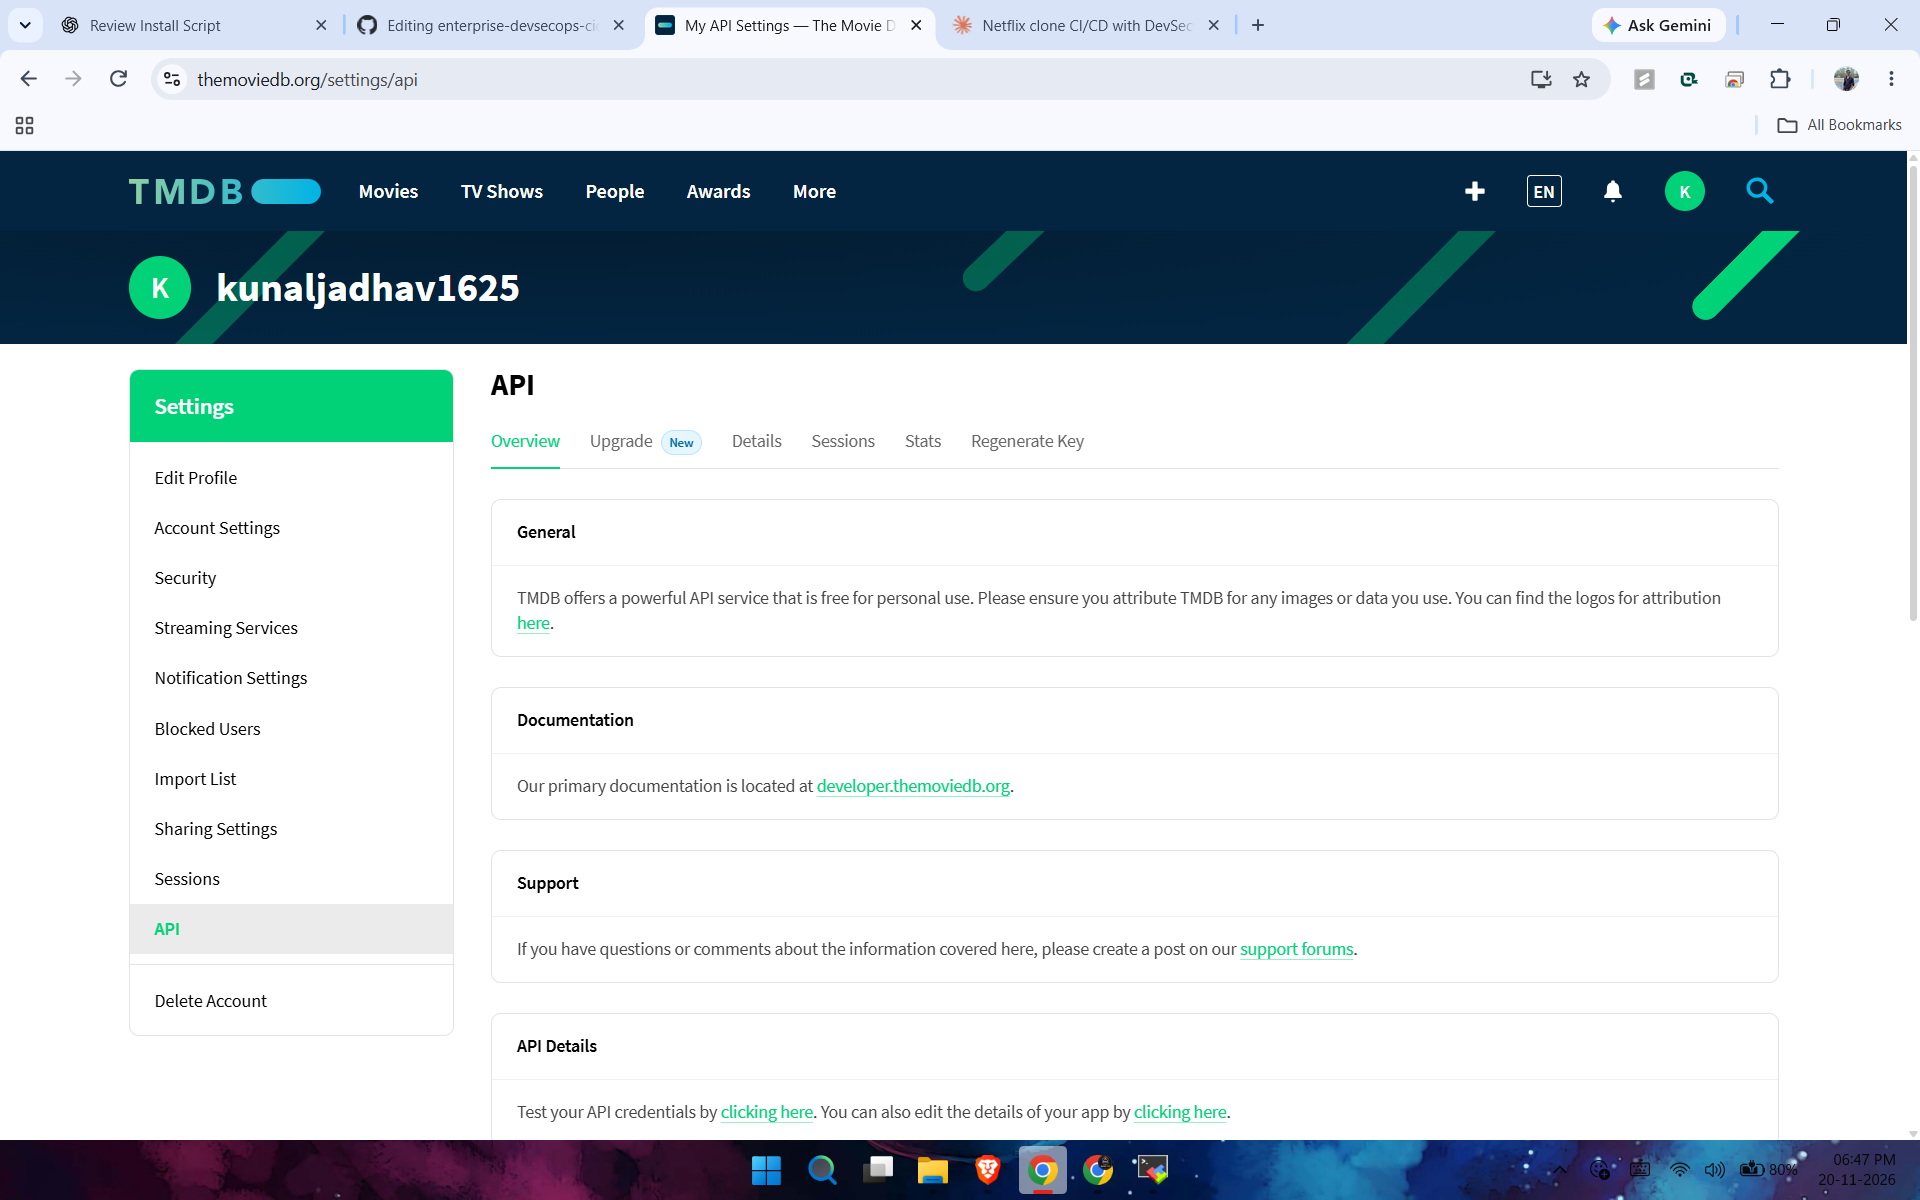 Review Install Script
Editing enterprise-devsecops-ci
My API Settings — The Movie D
Netflix clone CI/CD with DevSec
Ask Gemini
themoviedb.org/settings/api
All Bookmarks
TMDB
Movies
TV Shows
People
Awards
More
EN
K
K
kunaljadhav1625
Settings
Edit Profile
Account Settings
Security
Streaming Services
Notification Settings
Blocked Users
Import List
Sharing Settings
Sessions
API
Delete Account
API
Overview
Upgrade New
Details
Sessions
Stats
Regenerate Key
General
TMDB offers a powerful API service that is free for personal use. Please ensure you attribute TMDB for any images or data you use. You can find the logos for attribution
here.
Documentation
Our primary documentation is located at developer.themoviedb.org.
Support
If you have questions or comments about the information covered here, please create a post on our support forums.
API Details
Test your API credentials by clicking here. You can also edit the details of your app by clicking here.
80%
06:47 PM
20-11-2026